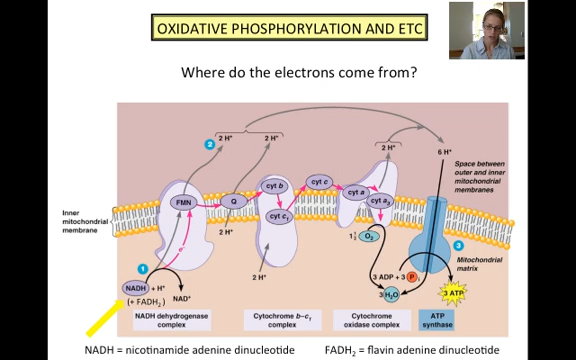 OXIDATIVE PHOSPHORYLATION AND ETC
Where do the electrons come from?
2
2 H⁺
2 H⁺
2 H⁺
6 H⁺
Space between
outer and inner
mitochondrial
membranes
cyt b
cyt c
FMN
Q
cyt a
cyt c₁
cyt a₃
Inner
mitochondrial
membrane
2 H⁺
e⁻
O₂
3
Mitochondrial
matrix
1
2 H⁺
3 ADP + 3 Pᵢ
NADH + H⁺
(+ FADH₂)
NAD⁺
3 H₂O
3 ATP
NADH dehydrogenase
complex
Cytochrome b–c₁
complex
Cytochrome
oxidase complex
ATP
synthase
NADH = nicotinamide adenine dinucleotide
FADH₂ = flavin adenine dinucleotide